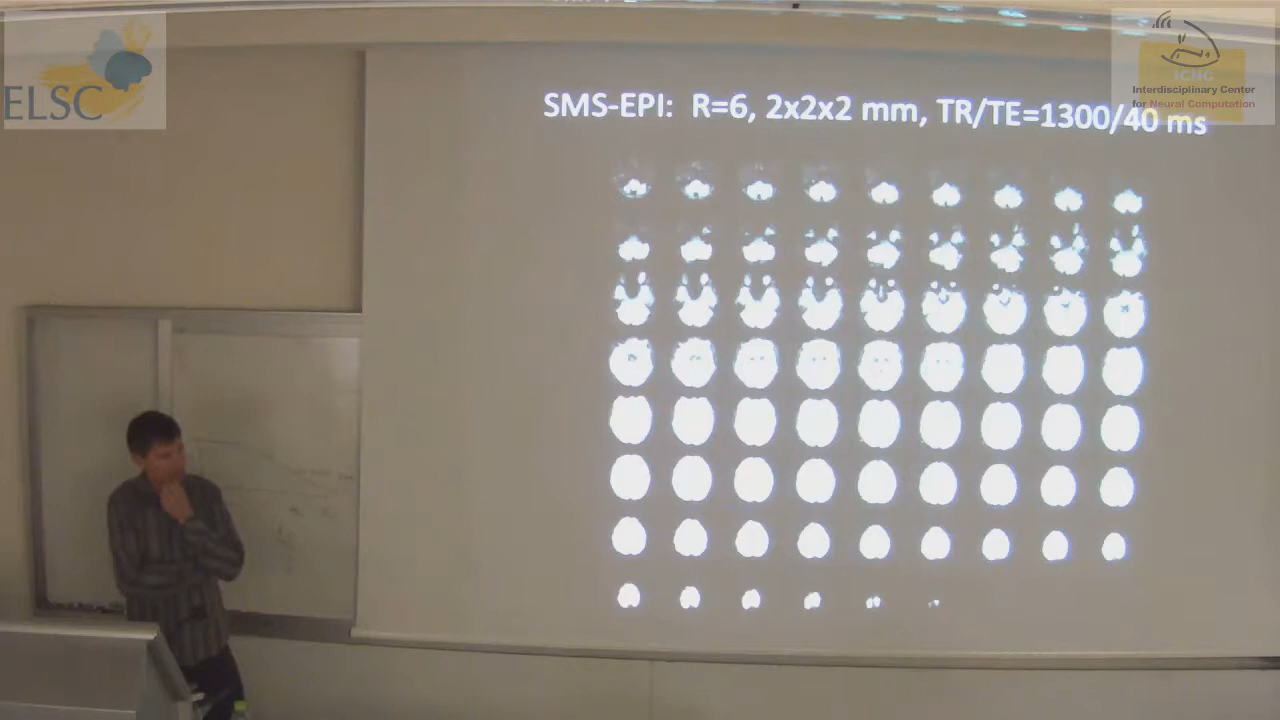 ELSC
ICNC
Interdisciplinary Center
for Neural Computation
SMS-EPI: R=6, 2x2x2 mm, TR/TE=1300/40 ms